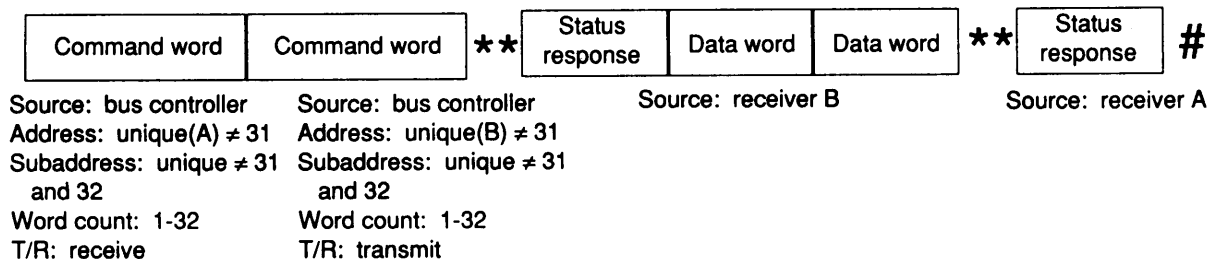 Command word Command word ** Status response Data word Data word ** Status response #
Source: bus controller
Address: unique(A) ≠ 31
Subaddress: unique ≠ 31
and 32
Word count: 1-32
T/R: receive
Source: bus controller
Address: unique(B) ≠ 31
Subaddress: unique ≠ 31
and 32
Word count: 1-32
T/R: transmit
Source: receiver B
Source: receiver A